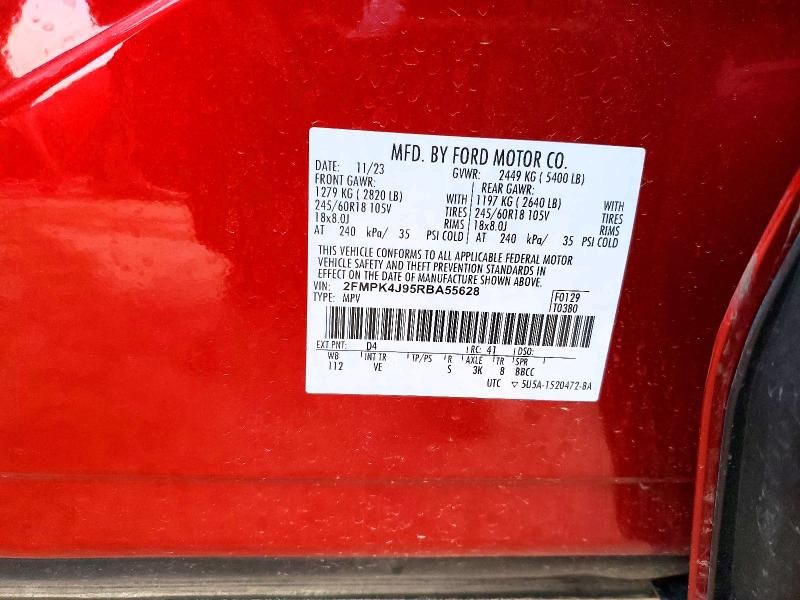 MFD. BY FORD MOTOR CO.
DATE: 11/23 GVWR: 2449 KG ( 5400 LB)
FRONT GAWR: REAR GAWR:
1279 KG ( 2820 LB) WITH 1197 KG ( 2640 LB) WITH
245/60R18 105V TIRES 245/60R18 105V TIRES
18x8.0J RIMS 18x8.0J RIMS
AT 240 kPa/ 35 PSI COLD AT 240 kPa/ 35 PSI COLD
THIS VEHICLE CONFORMS TO ALL APPLICABLE FEDERAL MOTOR
VEHICLE SAFETY AND THEFT PREVENTION STANDARDS IN
EFFECT ON THE DATE OF MANUFACTURE SHOWN ABOVE.
VIN: 2FMPK4J95RBA55628 F0129
TYPE: MPV T0380
EXT PNT: D4 RC: 41 DSO:
WB INT TR TP/PS R AXLE TR SPR
112 VE S 3K 8 BBCC
UTC ▽ 5U5A-1520472-BA